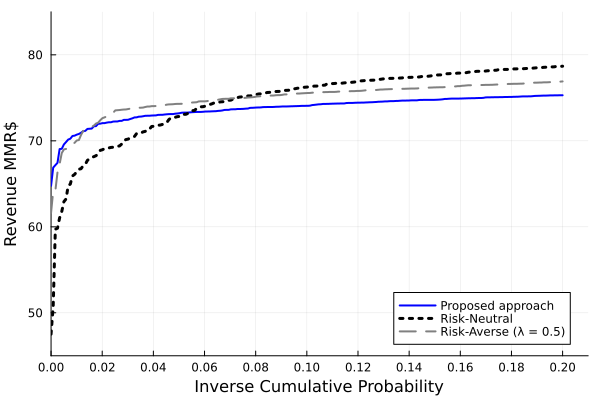 80
70
60
50
Revenue MMR$
0.00 0.02 0.04 0.06 0.08 0.10 0.12 0.14 0.16 0.18 0.20
Inverse Cumulative Probability
Proposed approach
Risk-Neutral
Risk-Averse (λ = 0.5)